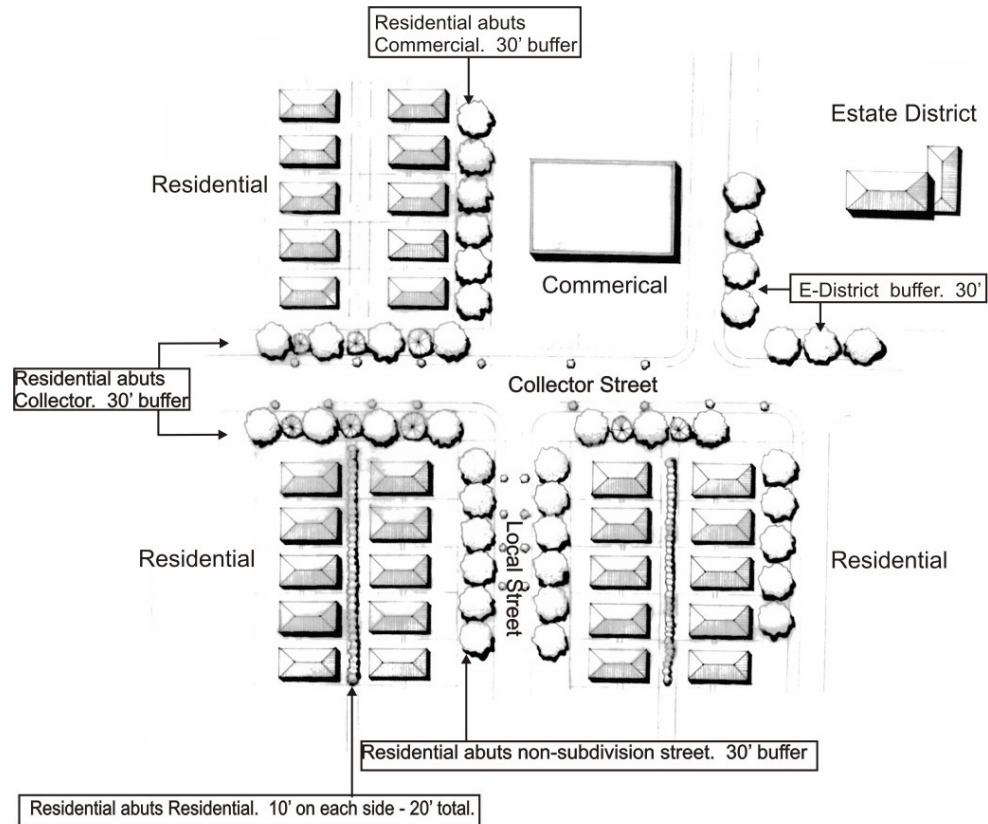 Residential abuts
Commercial. 30' buffer
Estate District
Residential
Commerical
E-District buffer. 30'
Residential abuts
Collector. 30' buffer
Collector Street
Residential
Local Street
Residential
Residential abuts non-subdivision street. 30' buffer
Residential abuts Residential. 10' on each side - 20' total.